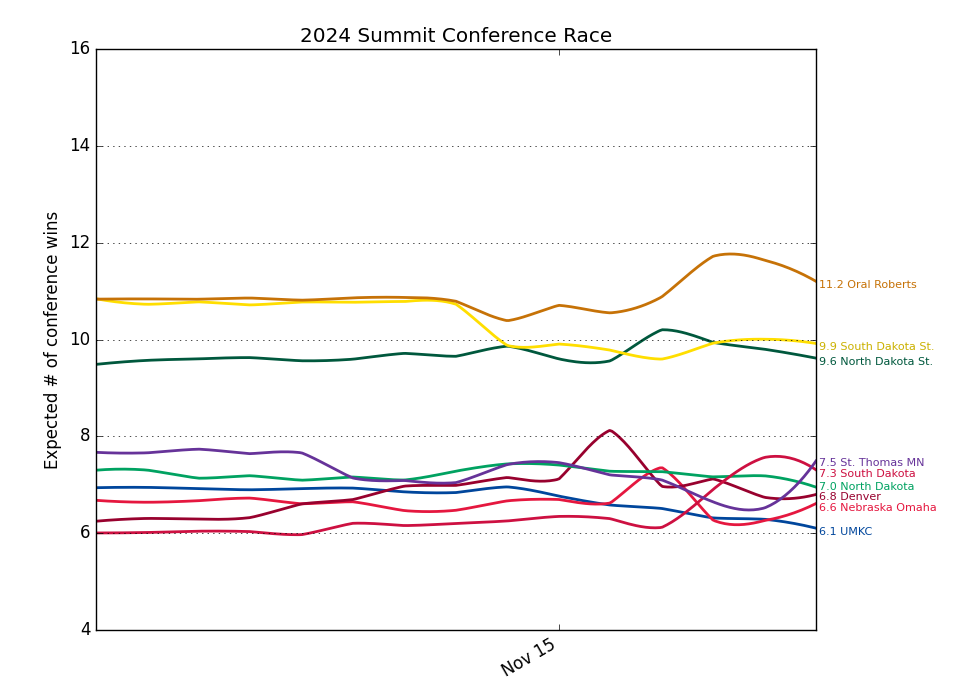 2024 Summit Conference Race
Expected # of conference wins
16
14
12
10
8
6
4
11.2 Oral Roberts
9.9 South Dakota St.
9.6 North Dakota St.
7.5 St. Thomas MN
7.3 South Dakota
7.0 North Dakota
6.8 Denver
6.6 Nebraska Omaha
6.1 UMKC
Nov 15